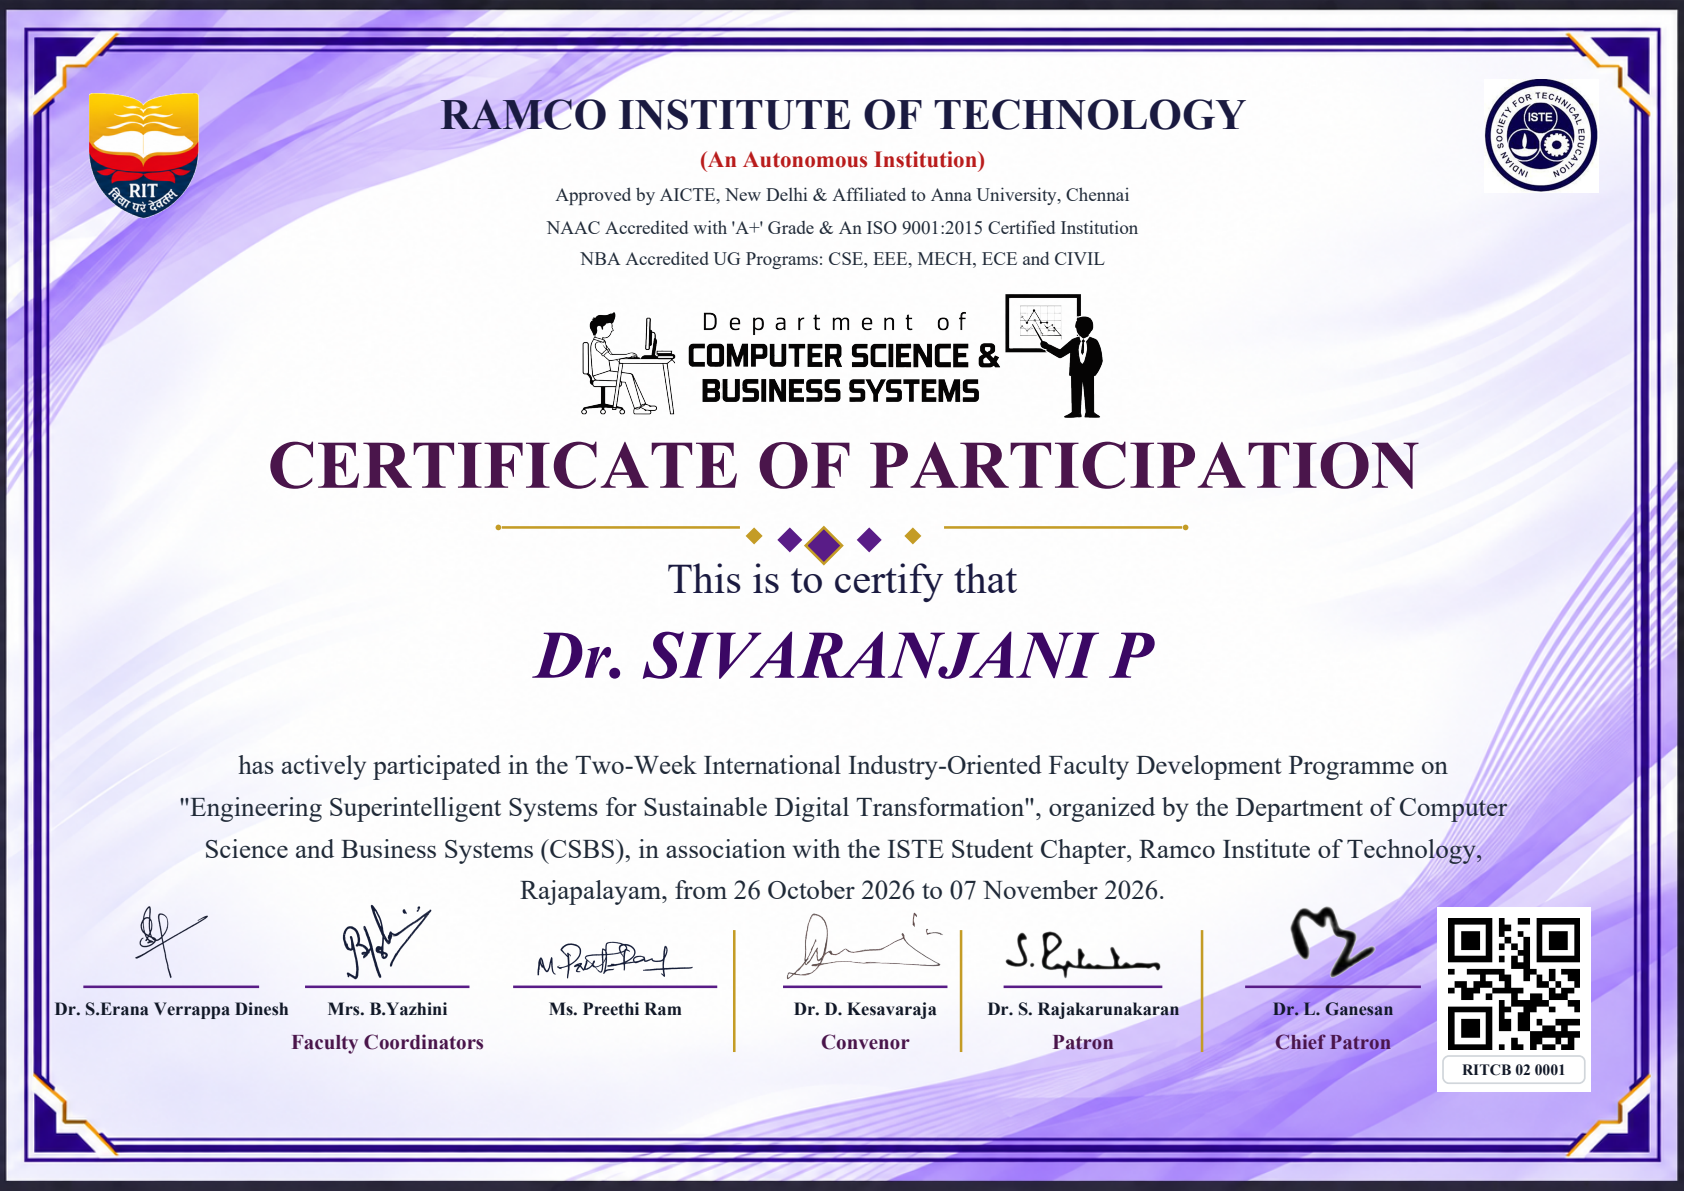 RAMCO INSTITUTE OF TECHNOLOGY
(An Autonomous Institution)
Approved by AICTE, New Delhi & Affiliated to Anna University, Chennai
NAAC Accredited with 'A+' Grade & An ISO 9001:2015 Certified Institution
NBA Accredited UG Programs: CSE, EEE, MECH, ECE and CIVIL
RIT
विद्या परं देवतम्
INDIAN SOCIETY FOR TECHNICAL EDUCATION
ISTE
Department of
COMPUTER SCIENCE &
BUSINESS SYSTEMS
CERTIFICATE OF PARTICIPATION
This is to certify that
Dr. SIVARANJANI P
has actively participated in the Two-Week International Industry-Oriented Faculty Development Programme on
"Engineering Superintelligent Systems for Sustainable Digital Transformation", organized by the Department of Computer
Science and Business Systems (CSBS), in association with the ISTE Student Chapter, Ramco Institute of Technology,
Rajapalayam, from 26 October 2026 to 07 November 2026.
Dr. S.Erana Verrappa Dinesh
Mrs. B.Yazhini
Ms. Preethi Ram
Faculty Coordinators
Dr. D. Kesavaraja
Convenor
Dr. S. Rajakarunakaran
Patron
Dr. L. Ganesan
Chief Patron
RITCB 02 0001